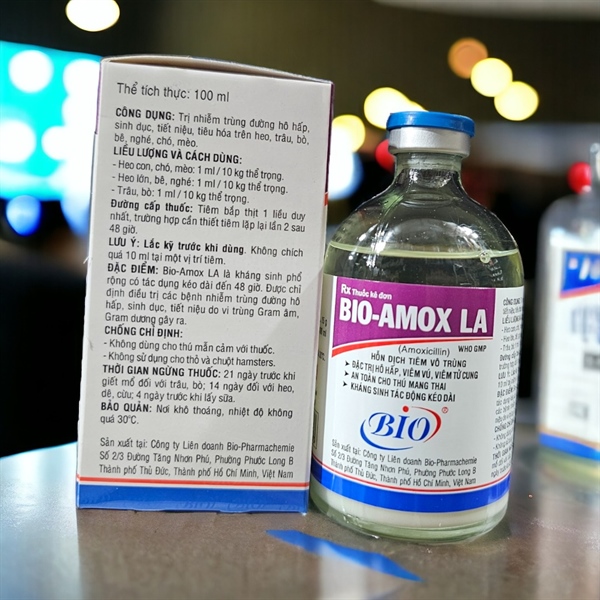 Thể tích thực: 100 ml
CÔNG DỤNG: Trị nhiễm trùng đường hô hấp,
sinh dục, tiết niệu, tiêu hóa trên heo, trâu, bò,
bê, nghé, chó, mèo.
LIỀU LƯỢNG VÀ CÁCH DÙNG:
- Heo con, chó, mèo: 1 ml / 10 kg thể trọng.
- Heo lớn, bê, nghé: 1 ml / 10 kg thể trọng.
- Trâu, bò: 1 ml / 10 kg thể trọng.
Đường cấp thuốc: Tiêm bắp thịt 1 liều duy
nhất, trường hợp cần thiết tiêm lặp lại lần 2 sau
48 giờ.
LƯU Ý: Lắc kỹ trước khi dùng. Không chích
quá 10 ml tại một vị trí tiêm.
ĐẶC ĐIỂM: Bio-Amox LA là kháng sinh phổ
rộng có tác dụng kéo dài đến 48 giờ. Được chỉ
định điều trị các bệnh nhiễm trùng đường hô
hấp, sinh dục, tiết niệu do vi trùng Gram âm,
Gram dương gây ra.
CHỐNG CHỈ ĐỊNH:
- Không dùng cho thú mẫn cảm với thuốc.
- Không sử dụng cho thỏ và chuột hamsters.
THỜI GIAN NGỪNG THUỐC: 21 ngày trước khi
giết mổ đối với trâu, bò; 14 ngày đối với heo,
dê, cừu; 4 ngày trước khi lấy sữa.
BẢO QUẢN: Nơi khô thoáng, nhiệt độ không
quá 30°C.
Sản xuất tại: Công ty Liên doanh Bio-Pharmachemie
Số 2/3 Đường Tăng Nhơn Phú, Phường Phước Long B
Thành phố Thủ Đức, Thành phố Hồ Chí Minh, Việt Nam
Rx Thuốc kê đơn
BIO-AMOX LA
(Amoxicillin) WHO GMP
HỖN DỊCH TIÊM VÔ TRÙNG
ĐẶC TRỊ HÔ HẤP, VIÊM VÚ, VIÊM TỬ CUNG
AN TOÀN CHO THÚ MANG THAI
KHÁNG SINH TÁC ĐỘNG KÉO DÀI
BIO®
Sản xuất tại: Công ty Liên doanh Bio-Pharmachemie
Số 2/3 Đường Tăng Nhơn Phú, Phường Phước Long B
Thành phố Thủ Đức, Thành phố Hồ Chí Minh, Việt Nam